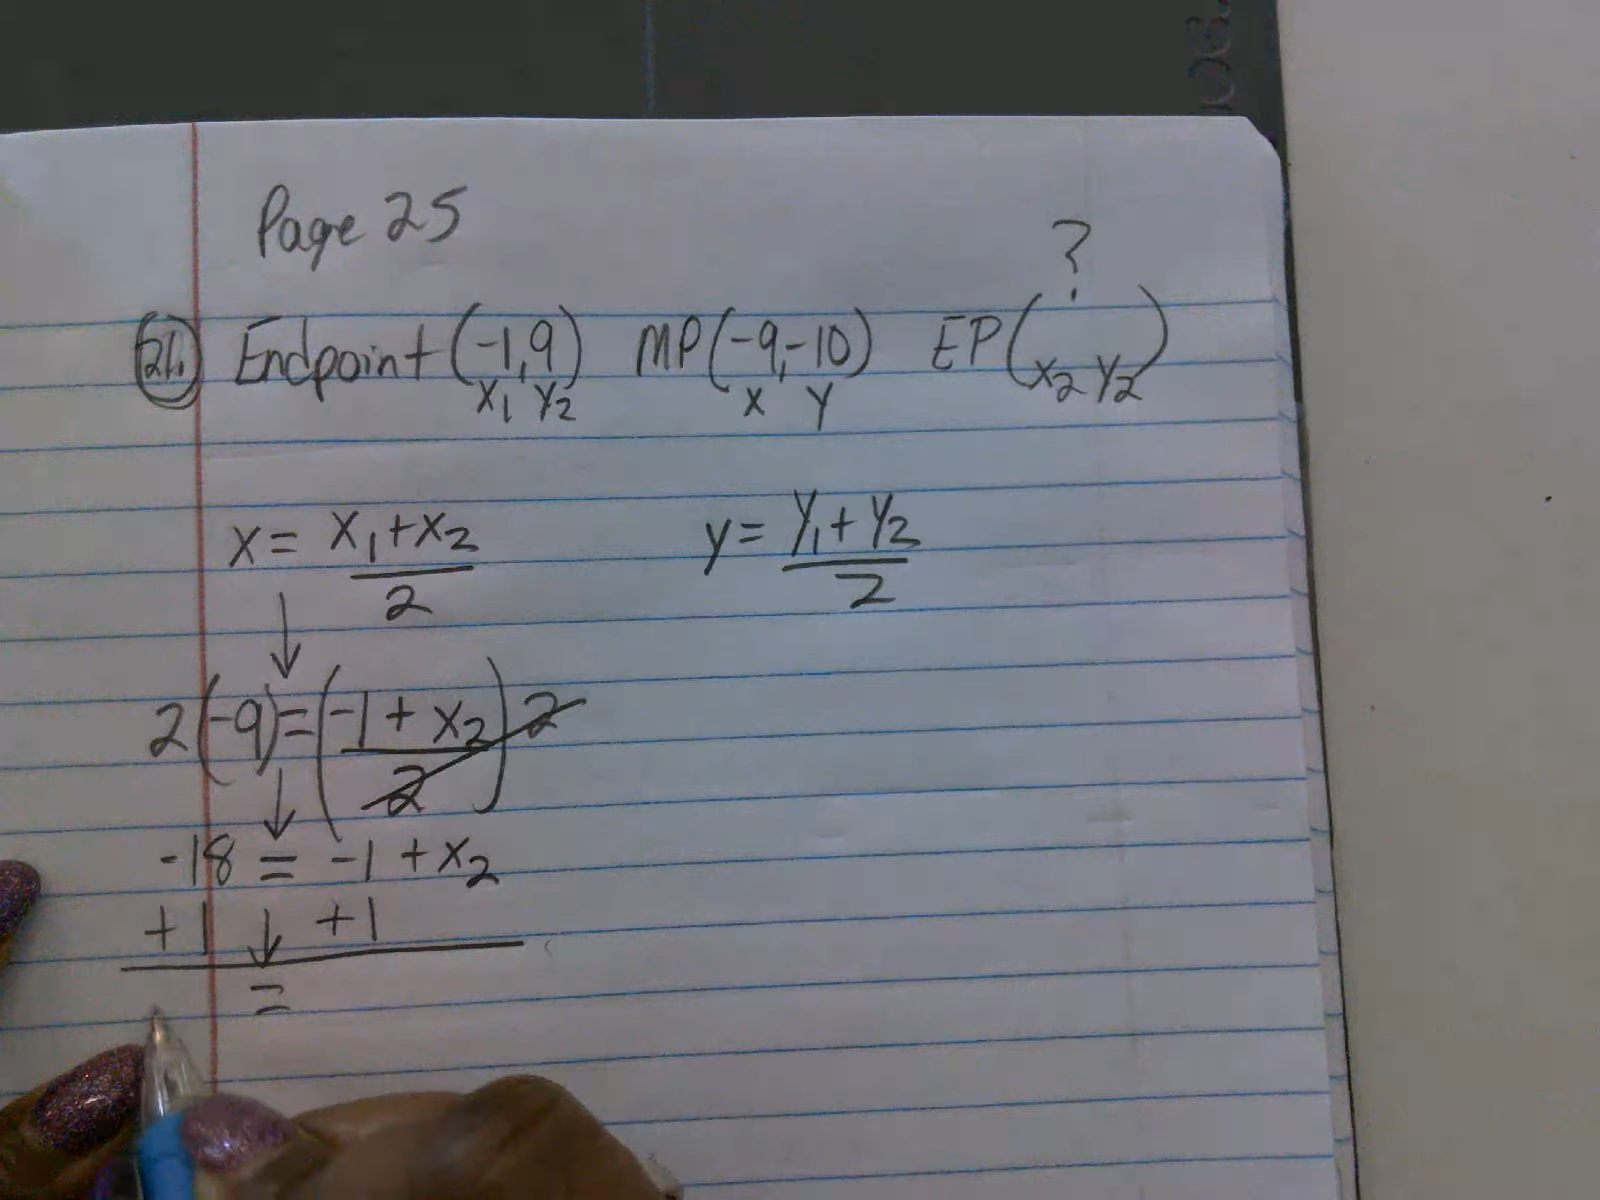 Page 25
?
21. Endpoint (-1,9) MP(-9,-10) EP( )
x₁ y₂ x y x₂ y₂
x = x₁+x₂/2 y = y₁+y₂/2
2(-9)=(-1 + x₂/2)2
-18 = -1 + x₂
+1 ↓ +1
=